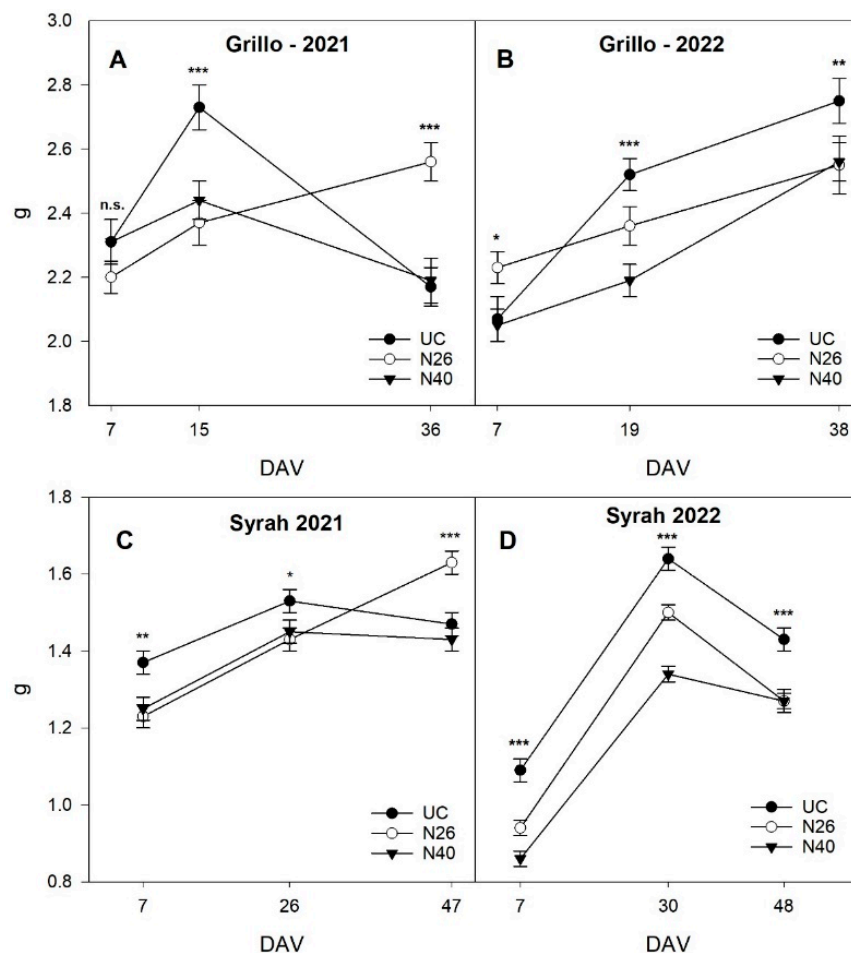 A
Grillo - 2021
3.0
2.8
2.6
2.4
2.2
2.0
1.8
g
n.s.
***
***
UC
N26
N40
7
15
36
DAV
B
Grillo - 2022
*
***
**
UC
N26
N40
7
19
38
DAV
C
Syrah 2021
1.8
1.6
1.4
1.2
1.0
0.8
g
**
*
***
UC
N26
N40
7
26
47
DAV
D
Syrah 2022
***
***
***
UC
N26
N40
7
30
48
DAV